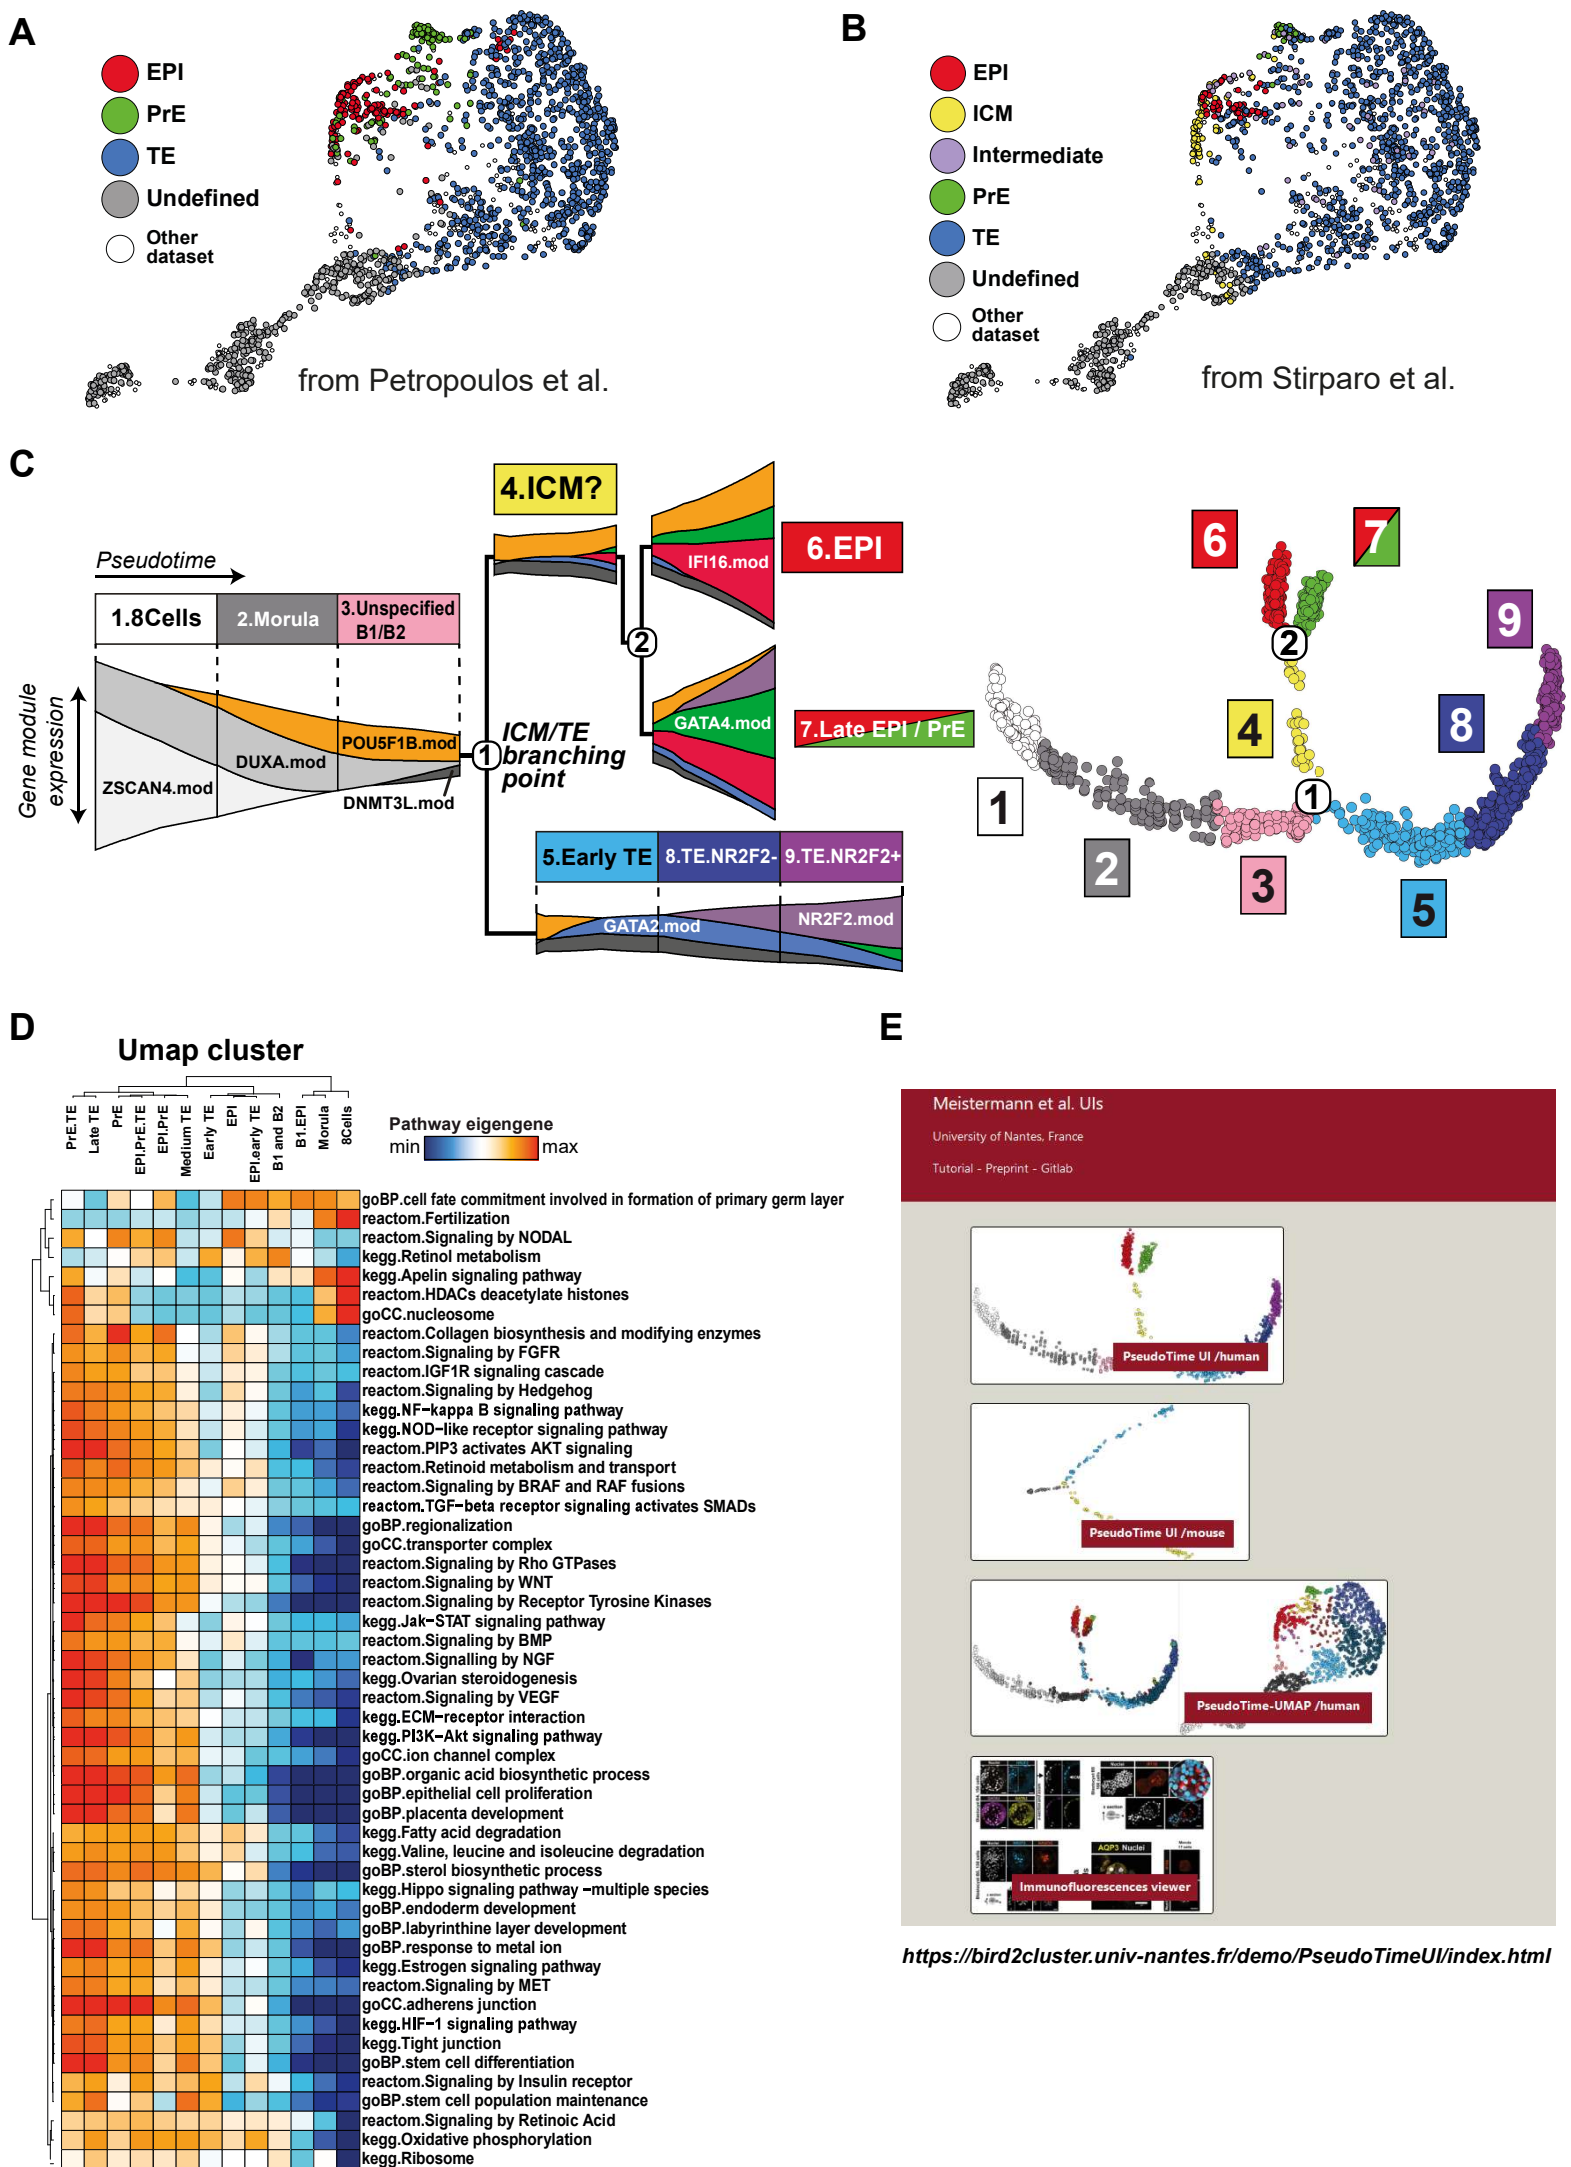 A
EPI
PrE
TE
Undefined
Other
dataset
from Petropoulos et al.
B
EPI
ICM
Intermediate
PrE
TE
Undefined
Other
dataset
from Stirparo et al.
C
Pseudotime
Gene module
expression
1.8Cells
2.Morula
3.Unspecified
B1/B2
ZSCAN4.mod
DUXA.mod
POU5F1B.mod
DNMT3L.mod
1
ICM/TE
branching
point
4.ICM?
2
IFI16.mod
6.EPI
GATA4.mod
7.Late EPI / PrE
5.Early TE
8.TE.NR2F2-
9.TE.NR2F2+
GATA2.mod
NR2F2.mod
6
7
9
2
8
4
1
1
2
3
5
D
Umap cluster
PrE.TE
Late TE
PrE
EPI.PrE.TE
EPI.PrE
Medium TE
Early TE
EPI
EPI.early TE
B1 and B2
B1.EPI
Morula
8Cells
Pathway eigengene
min
max
goBP.cell fate commitment involved in formation of primary germ layer
reactom.Fertilization
reactom.Signaling by NODAL
kegg.Retinol metabolism
kegg.Apelin signaling pathway
reactom.HDACs deacetylate histones
goCC.nucleosome
reactom.Collagen biosynthesis and modifying enzymes
reactom.Signaling by FGFR
reactom.IGF1R signaling cascade
reactom.Signaling by Hedgehog
kegg.NF−kappa B signaling pathway
kegg.NOD−like receptor signaling pathway
reactom.PIP3 activates AKT signaling
reactom.Retinoid metabolism and transport
reactom.Signaling by BRAF and RAF fusions
reactom.TGF−beta receptor signaling activates SMADs
goBP.regionalization
goCC.transporter complex
reactom.Signaling by Rho GTPases
reactom.Signaling by WNT
reactom.Signaling by Receptor Tyrosine Kinases
kegg.Jak−STAT signaling pathway
reactom.Signaling by BMP
reactom.Signalling by NGF
kegg.Ovarian steroidogenesis
reactom.Signaling by VEGF
kegg.ECM−receptor interaction
kegg.PI3K−Akt signaling pathway
goCC.ion channel complex
goBP.organic acid biosynthetic process
goBP.epithelial cell proliferation
goBP.placenta development
kegg.Fatty acid degradation
kegg.Valine, leucine and isoleucine degradation
goBP.sterol biosynthetic process
kegg.Hippo signaling pathway −multiple species
goBP.endoderm development
goBP.labyrinthine layer development
goBP.response to metal ion
kegg.Estrogen signaling pathway
reactom.Signaling by MET
goCC.adherens junction
kegg.HIF−1 signaling pathway
kegg.Tight junction
goBP.stem cell differentiation
reactom.Signaling by Insulin receptor
goBP.stem cell population maintenance
reactom.Signaling by Retinoic Acid
kegg.Oxidative phosphorylation
kegg.Ribosome
E
Meistermann et al. UIs
University of Nantes, France
Tutorial - Preprint - Gitlab
PseudoTime UI /human
PseudoTime UI /mouse
PseudoTime-UMAP /human
Nuclei
AQP3 Nuclei
Immunofluorescences viewer
https://bird2cluster.univ-nantes.fr/demo/PseudoTimeUI/index.html